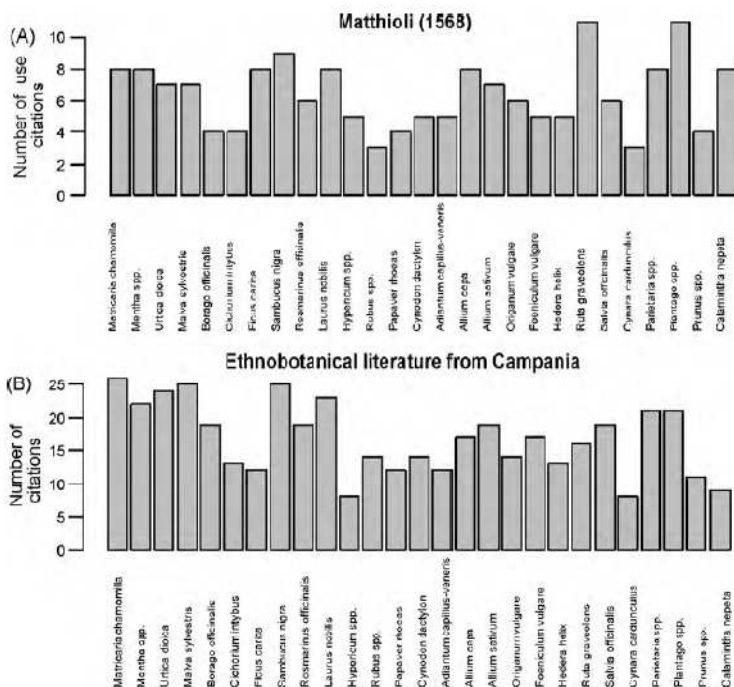 (A)
Matthioli (1568)
Number of use
citations
10
8
6
4
2
0
Matricaria chamomilla
Mentha spp.
Urtica dioica
Malva sylvestris
Borago officinalis
Cichorium intybus
Ficus carica
Sambucus nigra
Rosmarinus officinalis
Laurus nobilis
Hypericum spp.
Rubus spp.
Papaver rhoeas
Cynodon dactylon
Adiantum capillus-veneris
Allium cepa
Allium sativum
Origanum vulgare
Foeniculum vulgare
Hedera helix
Ruta graveolens
Salvia officinalis
Cynara cardunculus
Parietaria spp.
Plantago spp.
Prunus spp.
Calamintha nepeta
(B)
Ethnobotanical literature from Campania
Number of
citations
25
20
15
10
5
0
Matricaria chamomilla
Mentha spp.
Urtica dioica
Malva sylvestris
Borago officinalis
Cichorium intybus
Ficus carica
Sambucus nigra
Rosmarinus officinalis
Laurus nobilis
Hypericum spp.
Rubus spp.
Papaver rhoeas
Cynodon dactylon
Adiantum capillus-veneris
Allium cepa
Allium sativum
Origanum vulgare
Foeniculum vulgare
Hedera helix
Ruta graveolens
Salvia officinalis
Cynara cardunculus
Parietaria spp.
Plantago spp.
Prunus spp.
Calamintha nepeta